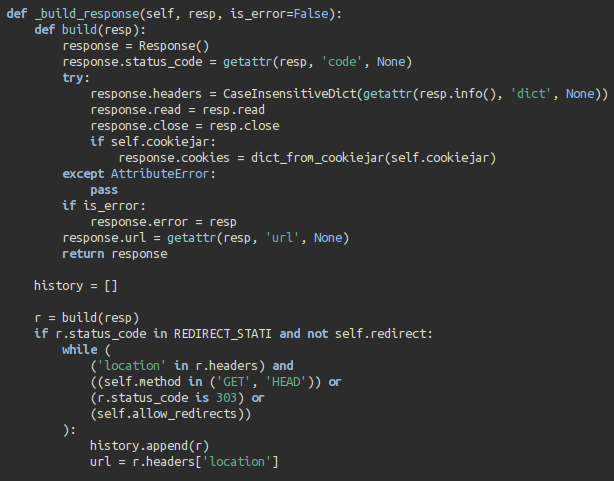 def _build_response(self, resp, is_error=False):
    def build(resp):
        response = Response()
        response.status_code = getattr(resp, 'code', None)
        try:
            response.headers = CaseInsensitiveDict(getattr(resp.info(), 'dict', None))
            response.read = resp.read
            response.close = resp.close
            if self.cookiejar:
                response.cookies = dict_from_cookiejar(self.cookiejar)
        except AttributeError:
            pass
        if is_error:
            response.error = resp
        response.url = getattr(resp, 'url', None)
        return response

    history = []

    r = build(resp)
    if r.status_code in REDIRECT_STATI and not self.redirect:
        while (
            ('location' in r.headers) and
            ((self.method in ('GET', 'HEAD')) or
            (r.status_code is 303) or
            (self.allow_redirects))
        ):
            history.append(r)
            url = r.headers['location']